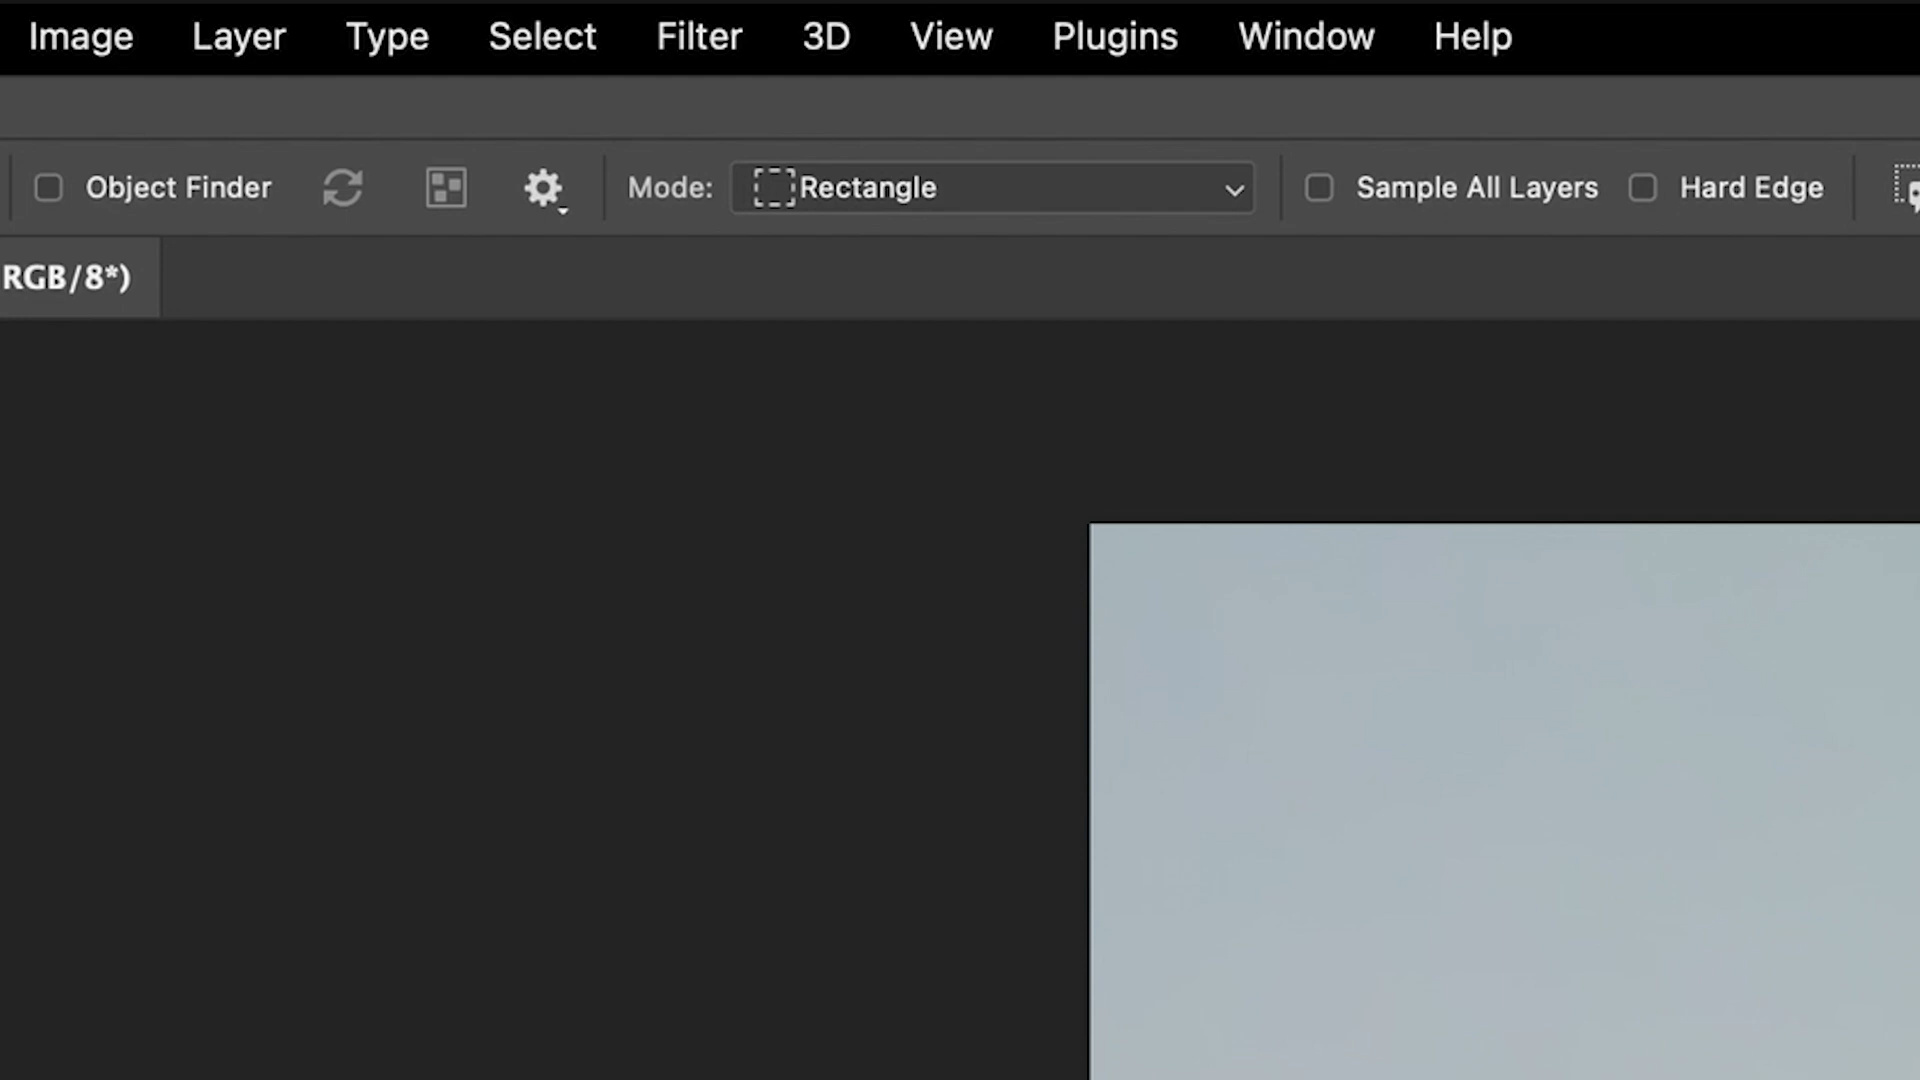 Image Layer Type Select Filter 3D View Plugins Window Help
Object Finder Mode: Rectangle Sample All Layers Hard Edge
RGB/8*)